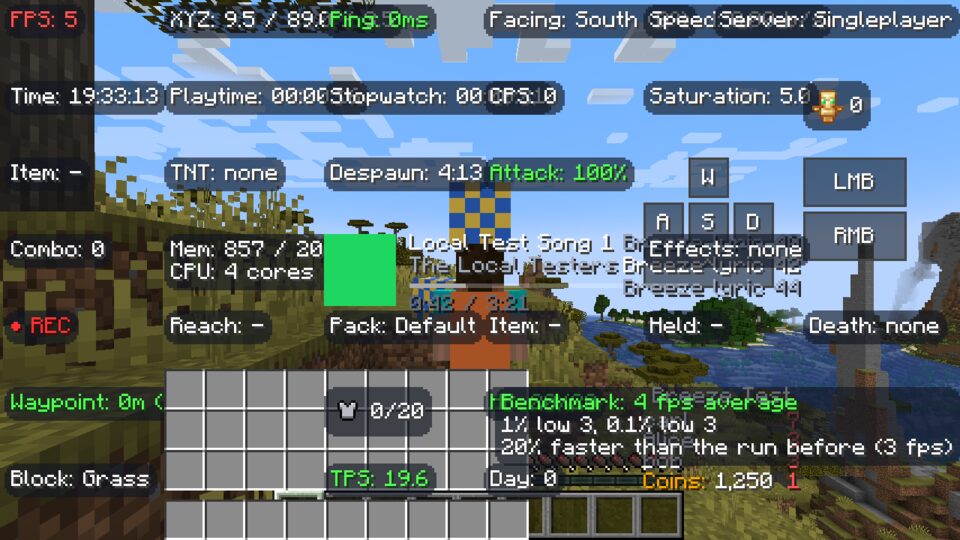 FPS: 5
XYZ: 9.5 / 89.0
Ping: 0ms
Facing: South
Speed
Server: Singleplayer
Time: 19:33:13
Playtime: 00:00
Stopwatch: 00
CPS: 0
Saturation: 5.0
0
Item: -
TNT: none
Despawn: 4:13
Attack: 100%
W
LMB
A S D
RMB
Combo: 0
Mem: 857 / 20
CPU: 4 cores
Local Test Song 1
The Local Testers
0:42 / 3:21
Effects: none
Breeze lyric 42
Breeze lyric 44
● REC
Reach: -
Pack: Default
Item: -
Held: -
Death: none
Waypoint: 0m (
0/20
Breeze Test
Benchmark: 4 fps average
1% low 3, 0.1% low 3
20% faster than the run before (3 fps)
Block: Grass
TPS: 19.6
Day: 0
Coins: 1,250
1